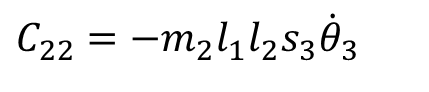 C₂₂ = −m₂l₁l₂s₃θ̇₃